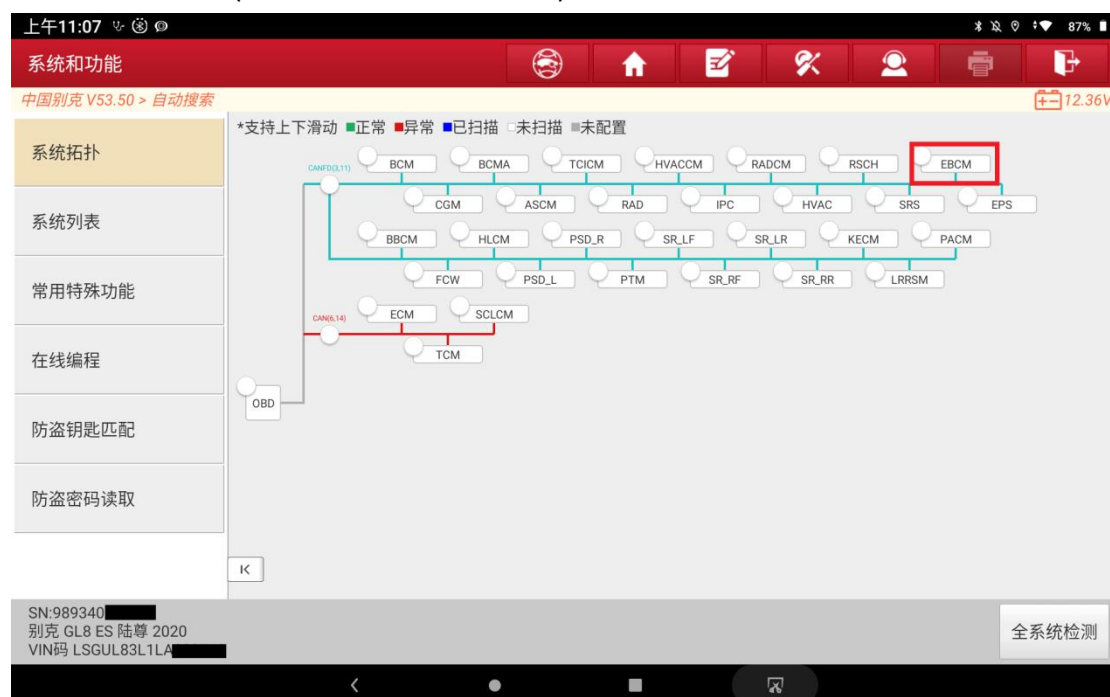 上午11:07 87%
系统和功能
中国别克 V53.50 > 自动搜索 12.36V
系统拓扑
系统列表
常用特殊功能
在线编程
防盗钥匙匹配
防盗密码读取
*支持上下滑动 ■正常 ■异常 ■已扫描 □未扫描 ■未配置
CANFD(3,11) BCM BCMA TCICM HVACCM RADCM RSCH EBCM
CGM ASCM RAD IPC HVAC SRS EPS
BBCM HLCM PSD_R SR_LF SR_LR KECM PACM
FCW PSD_L PTM SR_RF SR_RR LRRSM
CAN(6,14) ECM SCLCM
TCM
OBD
SN:989340
别克 GL8 ES 陆尊 2020
VIN码 LSGUL83L1LA
全系统检测